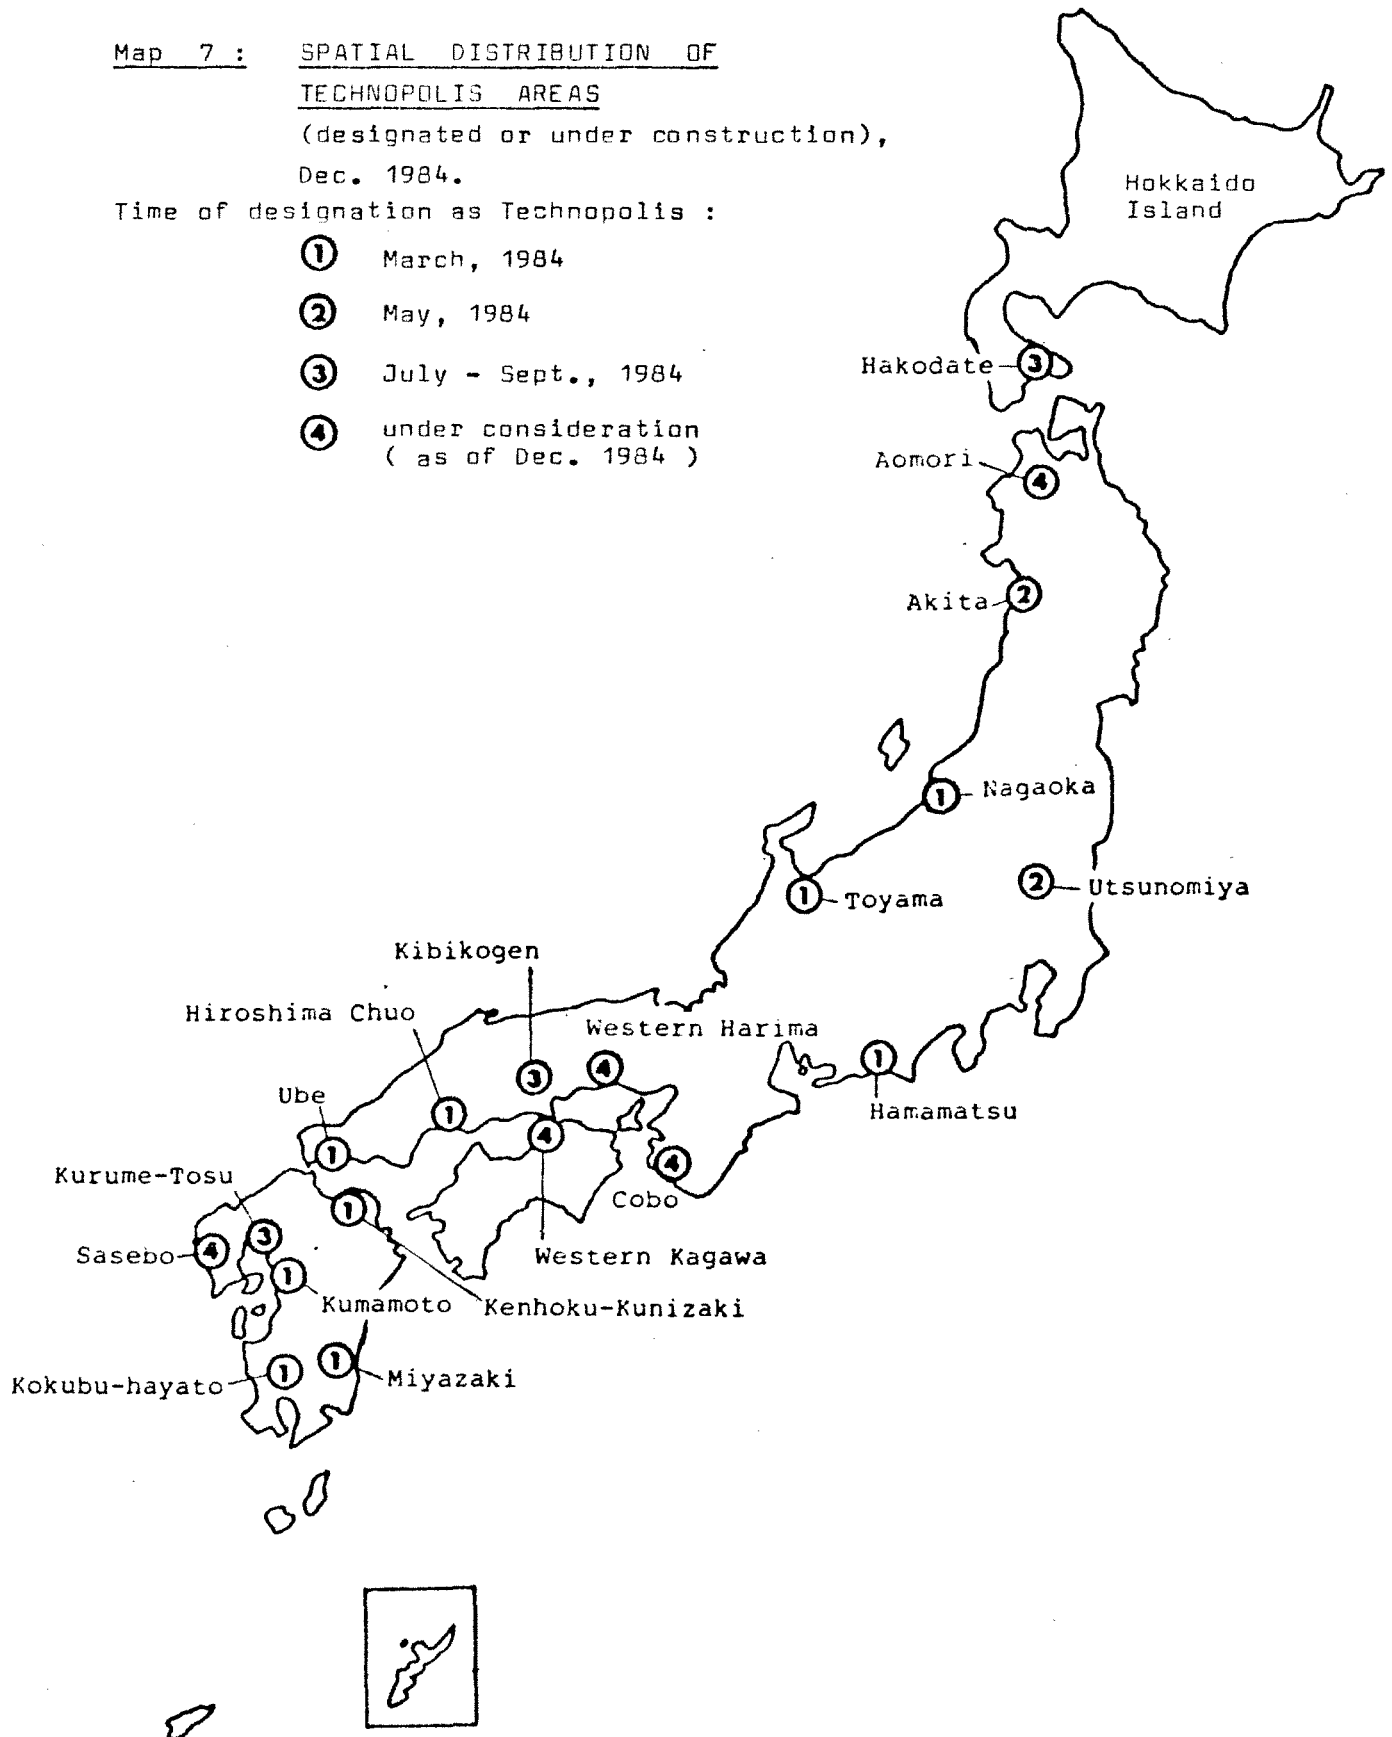 Map 7 : SPATIAL DISTRIBUTION OF
TECHNOPOLIS AREAS
(designated or under construction),
Dec. 1984.
Time of designation as Technopolis :
1 March, 1984
2 May, 1984
3 July - Sept., 1984
4 under consideration
( as of Dec. 1984 )
Hokkaido
Island
Hakodate 3
Aomori 4
Akita 2
1 Nagaoka
2 Utsunomiya
1 Toyama
Kibikogen 3
Hiroshima Chuo 1
Western Harima 4
1 Hamamatsu
Ube 1
4 Western Kagawa
4 Cobo
Kurume-Tosu 3
Sasebo 4
1 Kumamoto
1 Kenhoku-Kunizaki
Kokubu-hayato 1
1 Miyazaki